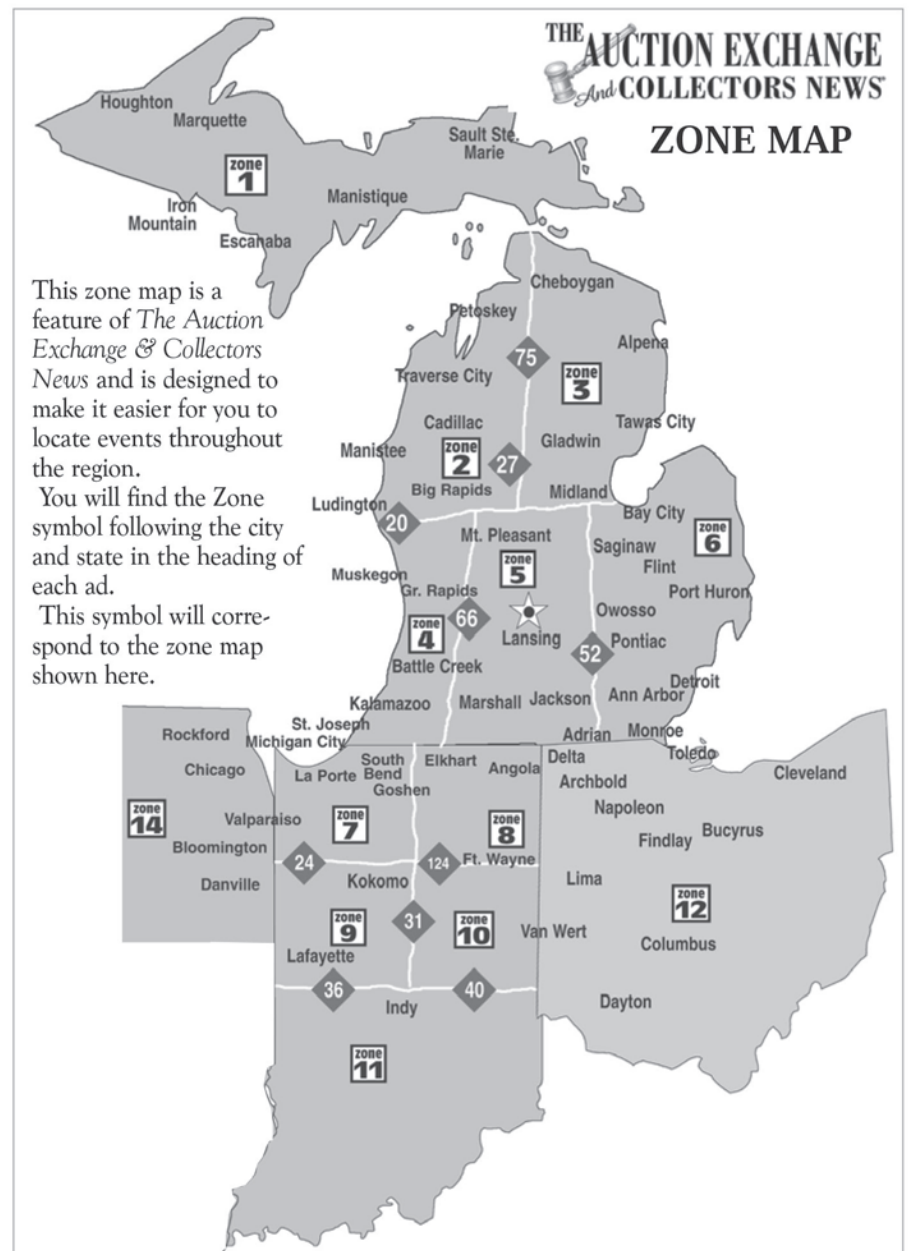 THE
AUCTION EXCHANGE
And COLLECTORS NEWS
ZONE MAP
Houghton
Marquette
Sault Ste.
Marie
zone
1
Manistique
Iron
Mountain
Escanaba
This zone map is a
feature of The Auction
Exchange & Collectors
News and is designed to
make it easier for you to
locate events throughout
the region.
You will find the Zone
symbol following the city
and state in the heading of
each ad.
This symbol will corre-
spond to the zone map
shown here.
Cheboygan
Petoskey
Alpena
75
Traverse City
zone
3
Cadillac
Tawas City
Manistee
Gladwin
zone
2
27
Big Rapids
Midland
Ludington
20
Bay City
Mt. Pleasant
zone
6
Saginaw
zone
5
Flint
Muskegon
Gr. Rapids
Port Huron
66
Owosso
zone
4
Lansing
Pontiac
52
Battle Creek
Detroit
Ann Arbor
Kalamazoo
Marshall
Jackson
St. Joseph
Adrian
Monroe
Rockford
Michigan City
Toledo
South
Bend
Elkhart
Delta
Chicago
La Porte
Angola
Archbold
Cleveland
Goshen
Napoleon
zone
14
Valparaiso
zone
7
zone
8
Findlay
Bucyrus
Bloomington
24
124
Ft. Wayne
Danville
Kokomo
Lima
zone
12
31
zone
9
zone
10
Van Wert
Columbus
Lafayette
36
40
Dayton
Indy
zone
11